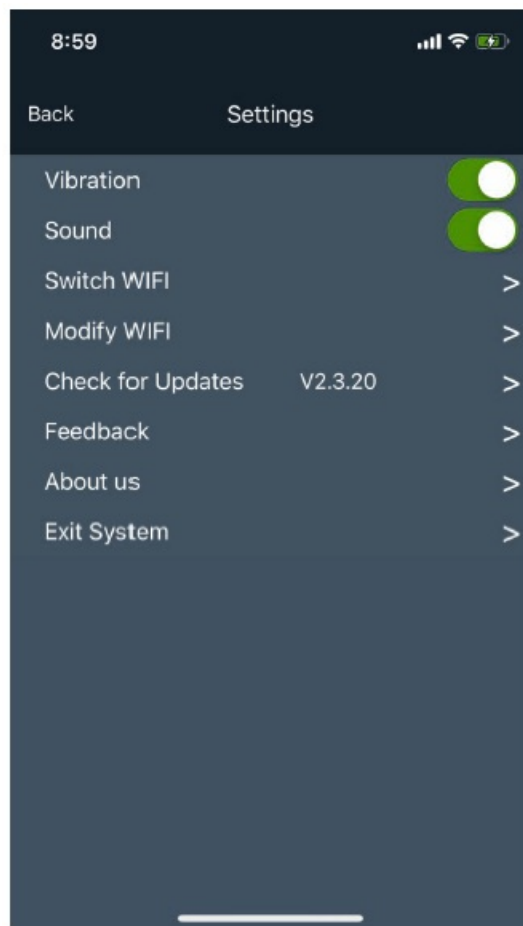 8:59
Back Settings
Vibration
Sound
Switch WIFI >
Modify WIFI >
Check for Updates V2.3.20 >
Feedback >
About us >
Exit System >